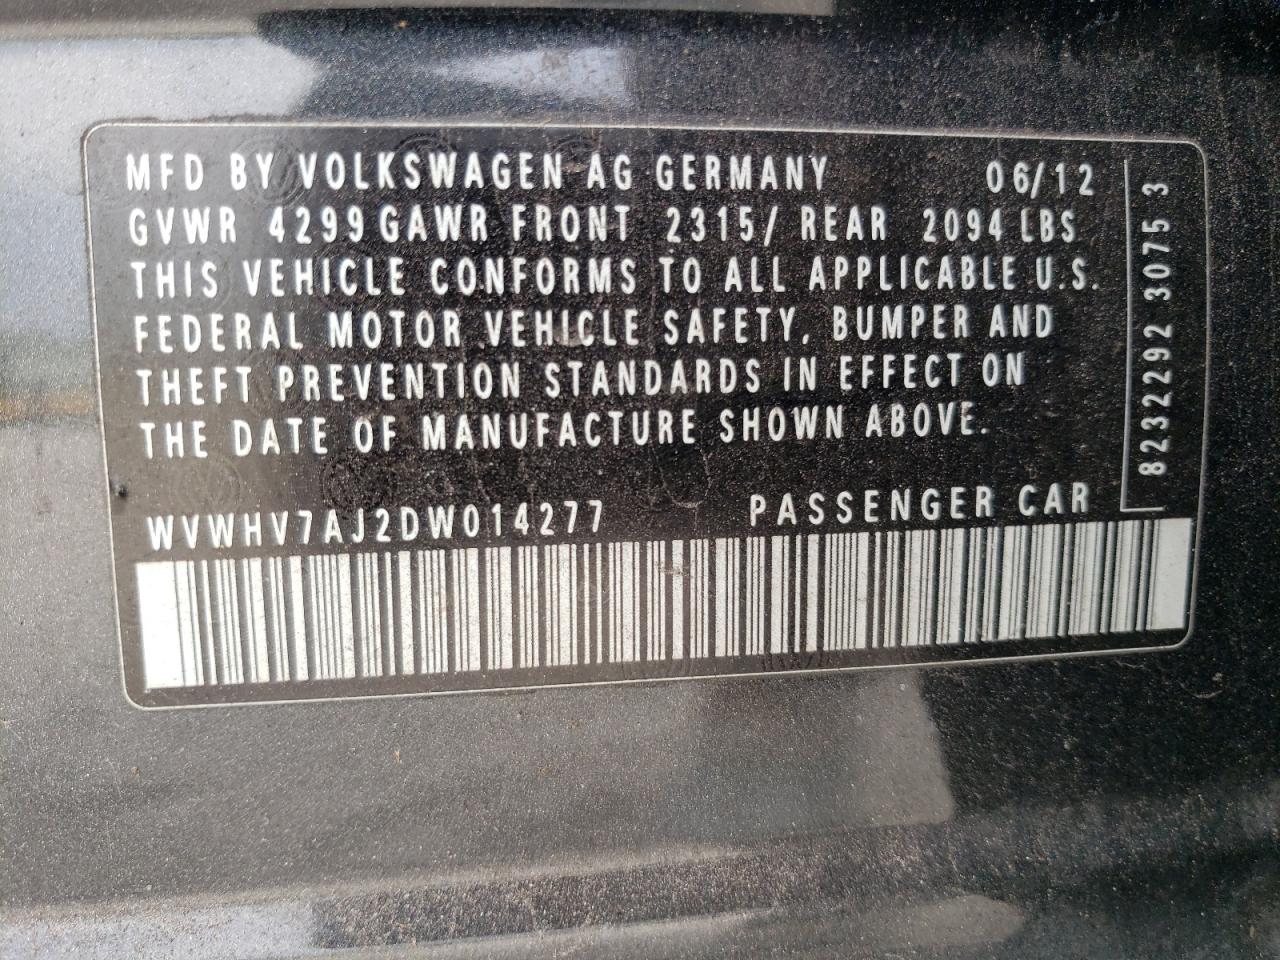 MFD BY VOLKSWAGEN AG GERMANY 06/12
GVWR 4299 GAWR FRONT 2315/ REAR 2094 LBS
THIS VEHICLE CONFORMS TO ALL APPLICABLE U.S.
FEDERAL MOTOR VEHICLE SAFETY, BUMPER AND
THEFT PREVENTION STANDARDS IN EFFECT ON
THE DATE OF MANUFACTURE SHOWN ABOVE.
WVWHV7AJ2DW014277 PASSENGER CAR
8232292 3075 3